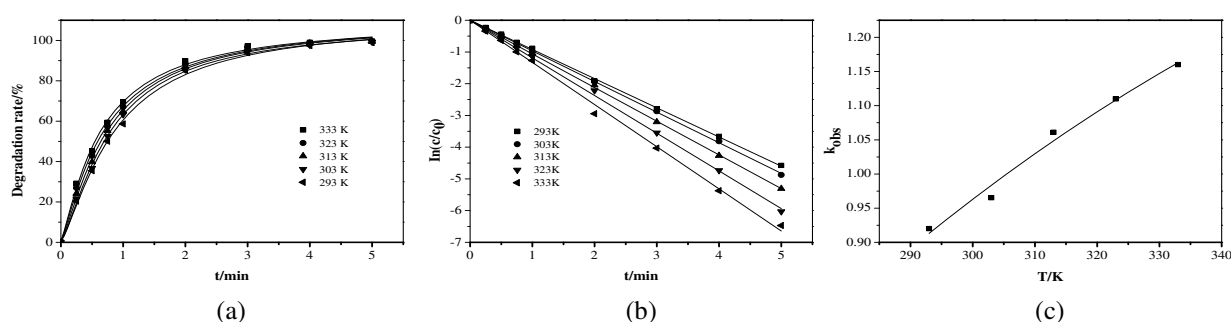 Degradation rate/%
100
80
60
40
20
0
0 1 2 3 4 5
t/min
333 K
323 K
313 K
303 K
293 K
(a)
ln(c/c0)
0
-1
-2
-3
-4
-5
-6
-7
0 1 2 3 4 5
t/min
293K
303K
313K
323K
333K
(b)
kobs
1.20
1.15
1.10
1.05
1.00
0.95
0.90
290 300 310 320 330 340
T/K
(c)